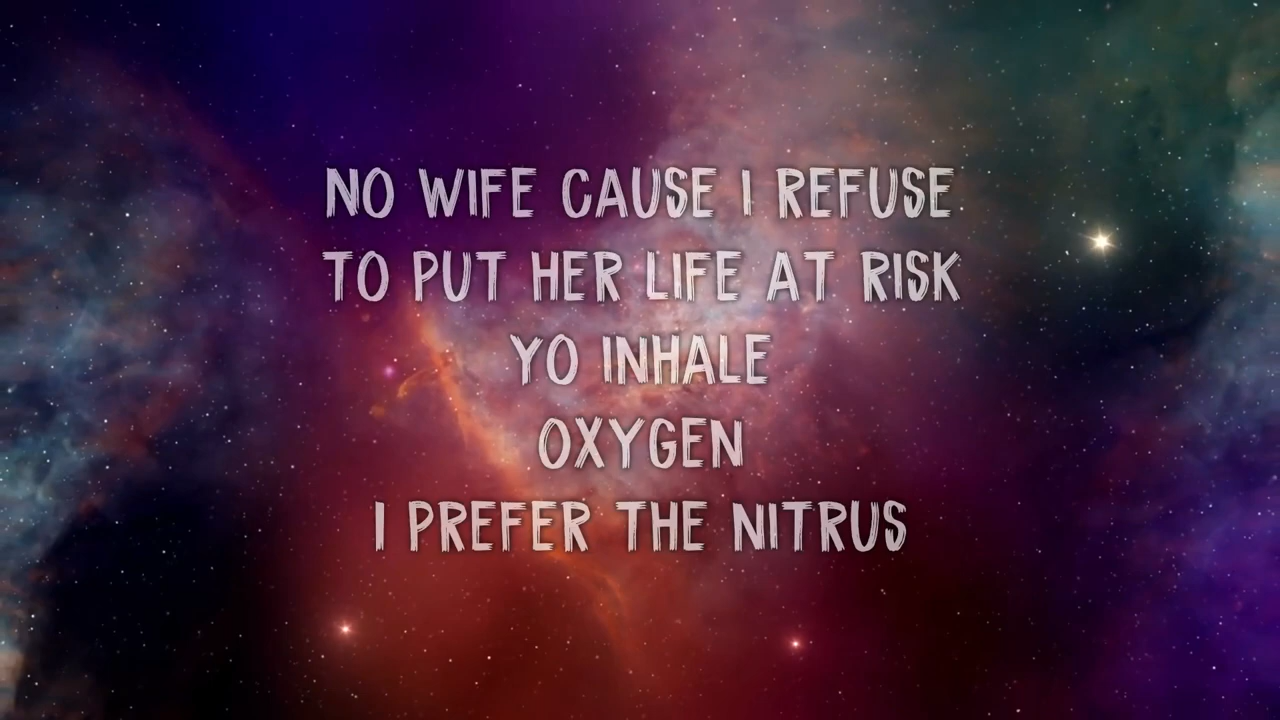 NO WIFE CAUSE I REFUSE
TO PUT HER LIFE AT RISK
YO INHALE
OXYGEN
I PREFER THE NITRUS